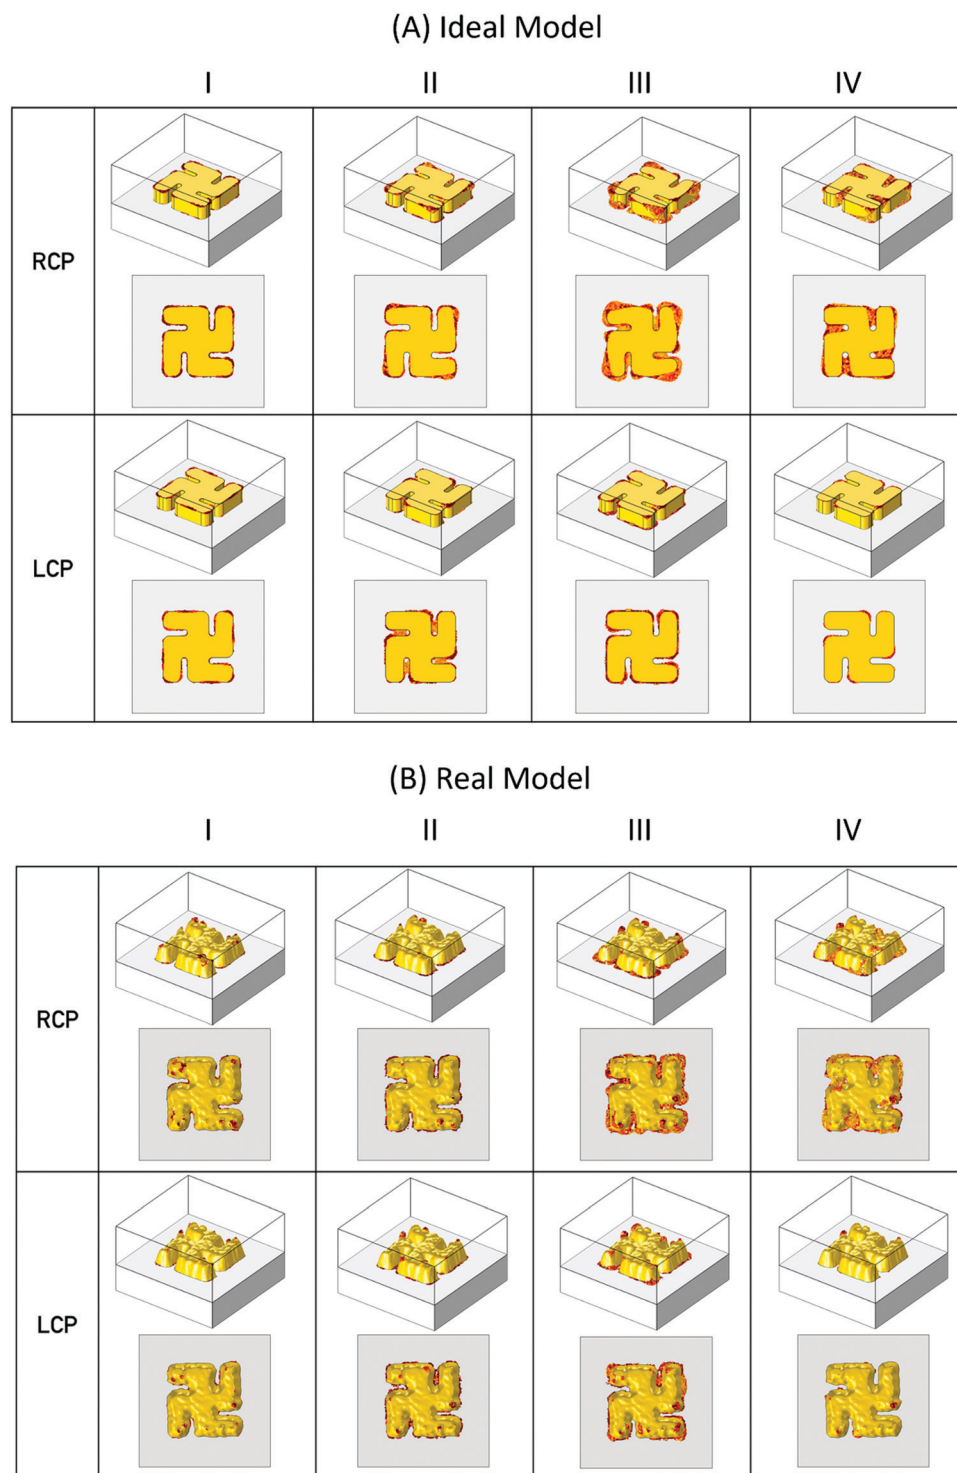 (A) Ideal Model
I II III IV
RCP
LCP
(B) Real Model
I II III IV
RCP
LCP